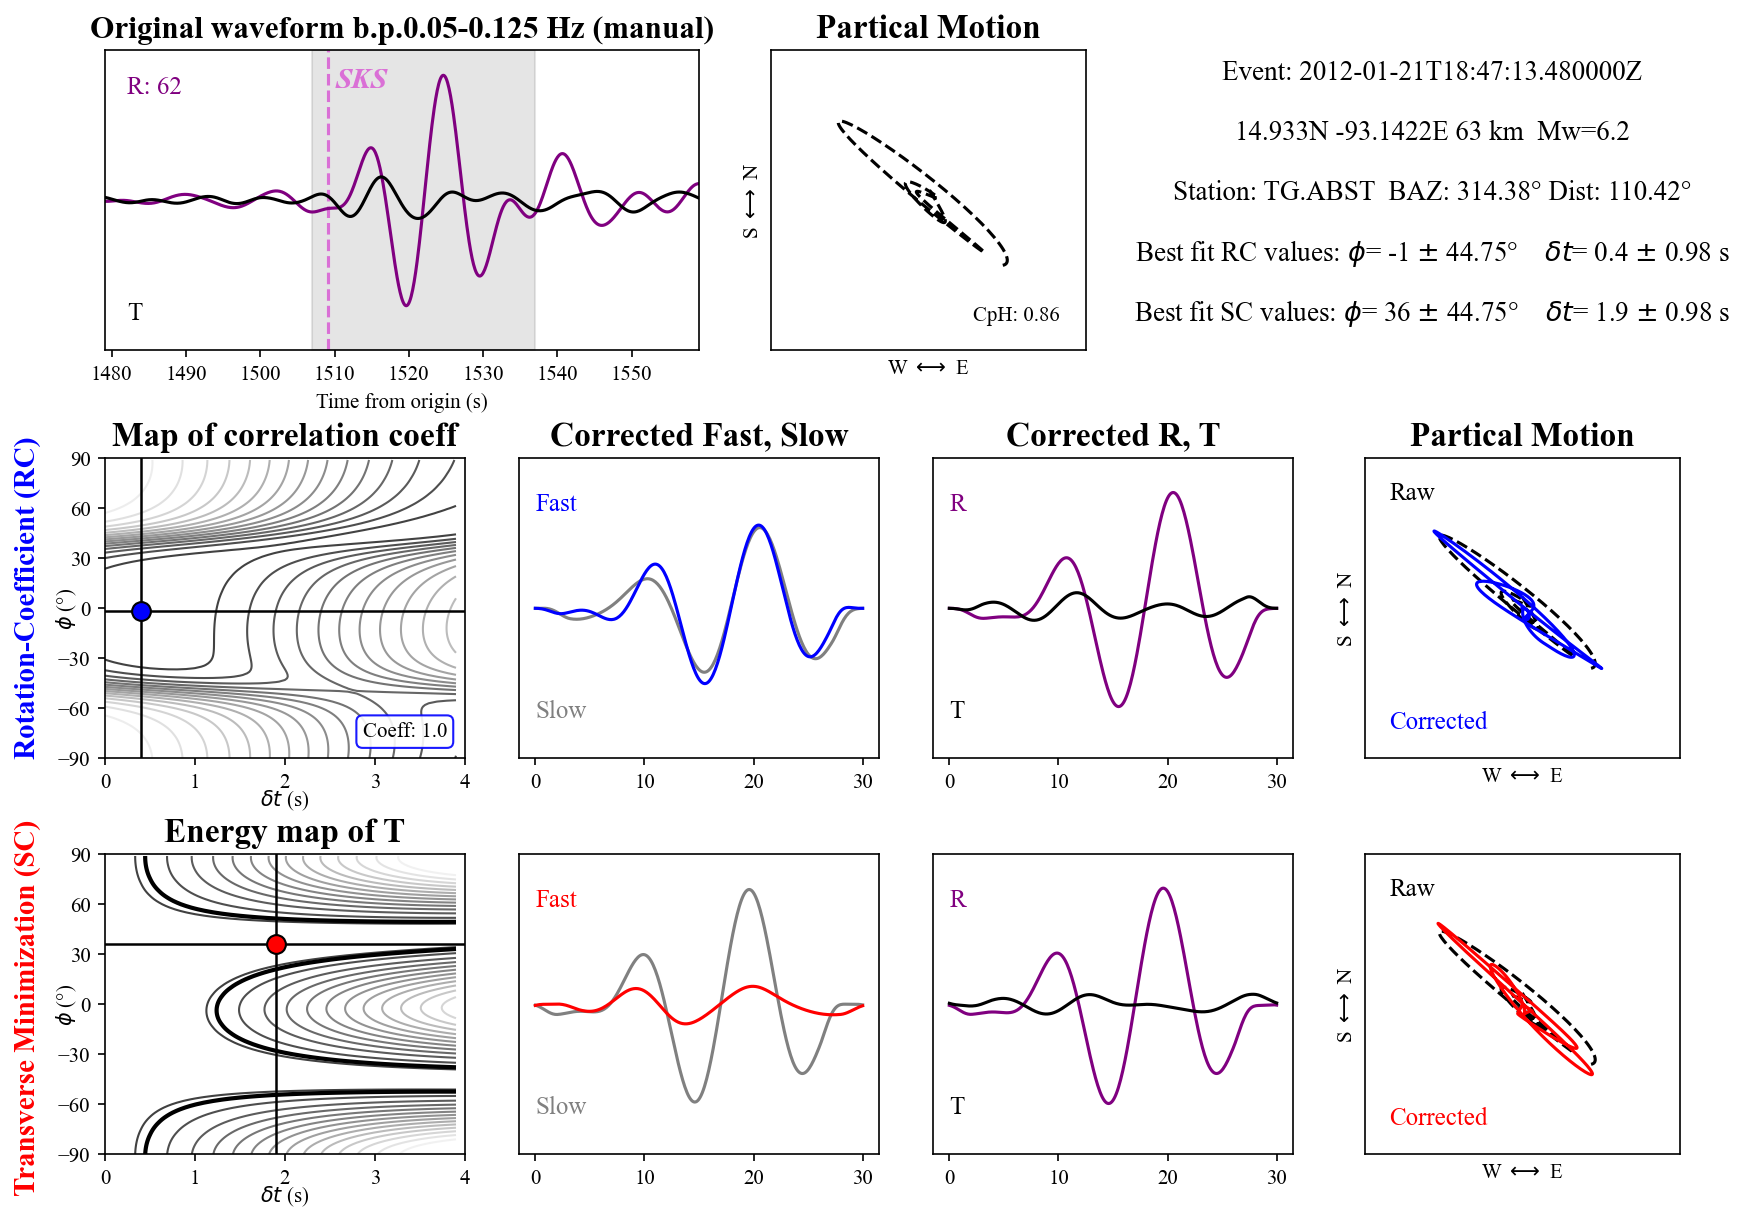 Original waveform b.p.0.05-0.125 Hz (manual)
R: 62
SKS
T
1480 1490 1500 1510 1520 1530 1540 1550
Time from origin (s)
Partical Motion
S ⟷ N
CpH: 0.86
W ⟷ E
Event: 2012-01-21T18:47:13.480000Z
14.933N -93.1422E 63 km Mw=6.2
Station: TG.ABST BAZ: 314.38° Dist: 110.42°
Best fit RC values: ϕ= -1 ± 44.75° δt= 0.4 ± 0.98 s
Best fit SC values: ϕ= 36 ± 44.75° δt= 1.9 ± 0.98 s
Rotation-Coefficient (RC)
Map of correlation coeff
90
60
30
0
−30
−60
−90
ϕ (°)
Coeff: 1.0
0 1 2 3 4
δt (s)
Corrected Fast, Slow
Fast
Slow
0 10 20 30
Corrected R, T
R
T
0 10 20 30
Partical Motion
Raw
S ⟷ N
Corrected
W ⟷ E
Transverse Minimization (SC)
Energy map of T
90
60
30
0
−30
−60
−90
ϕ (°)
0 1 2 3 4
δt (s)
Fast
Slow
0 10 20 30
R
T
0 10 20 30
Raw
S ⟷ N
Corrected
W ⟷ E